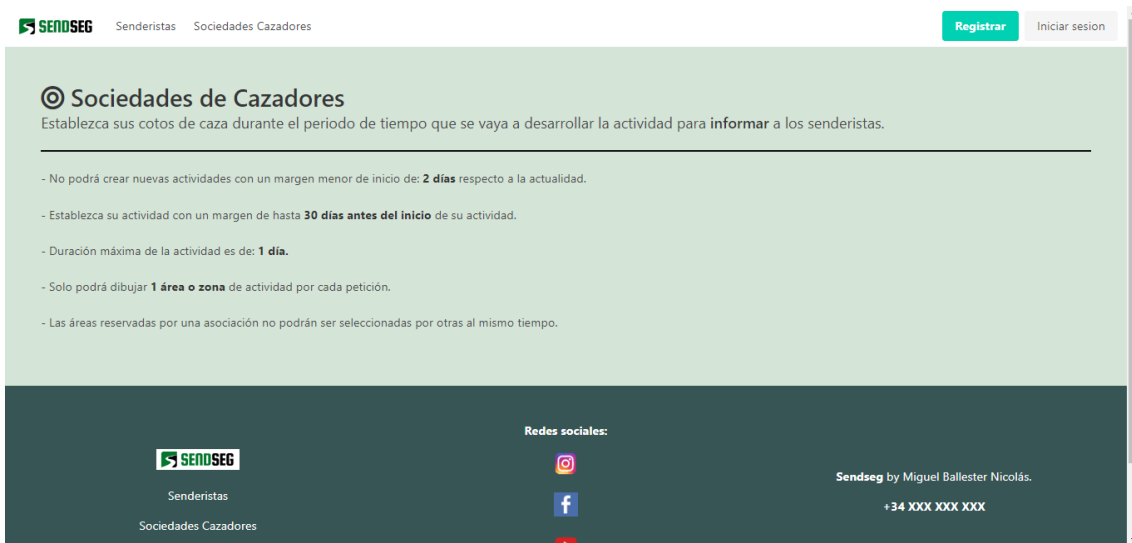 SENDSEG Senderistas Sociedades Cazadores Registrar Iniciar sesion
Sociedades de Cazadores
Establezca sus cotos de caza durante el periodo de tiempo que se vaya a desarrollar la actividad para informar a los senderistas.
- No podrá crear nuevas actividades con un margen menor de inicio de: 2 días respecto a la actualidad.
- Establezca su actividad con un margen de hasta 30 días antes del inicio de su actividad.
- Duración máxima de la actividad es de: 1 día.
- Solo podrá dibujar 1 área o zona de actividad por cada petición.
- Las áreas reservadas por una asociación no podrán ser seleccionadas por otras al mismo tiempo.
SENDSEG
Senderistas
Sociedades Cazadores
Redes sociales:
Sendseg by Miguel Ballester Nicolás.
+34 XXX XXX XXX